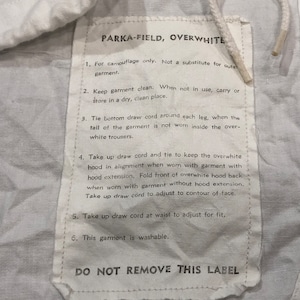 PARKA-FIELD, OVERWHITE
1. For camouflage only. Not a substitute for outer
garment.
2. Keep garment clean. When not in use, carry or
store in a dry, clean place.
3. Tie bottom draw cord around each leg, when the
tail of the garment is not worn inside the over-
white trousers.
4. Take up draw cord and tie to keep the overwhite
hood in alignment when worn with garment with
hood extension. Fold front of overwhite hood back
when worn with garment without hood extension.
Take up draw cord to adjust to contour of face.
5. Take up draw cord at waist to adjust for fit.
6. This garment is washable.
DO NOT REMOVE THIS LABEL